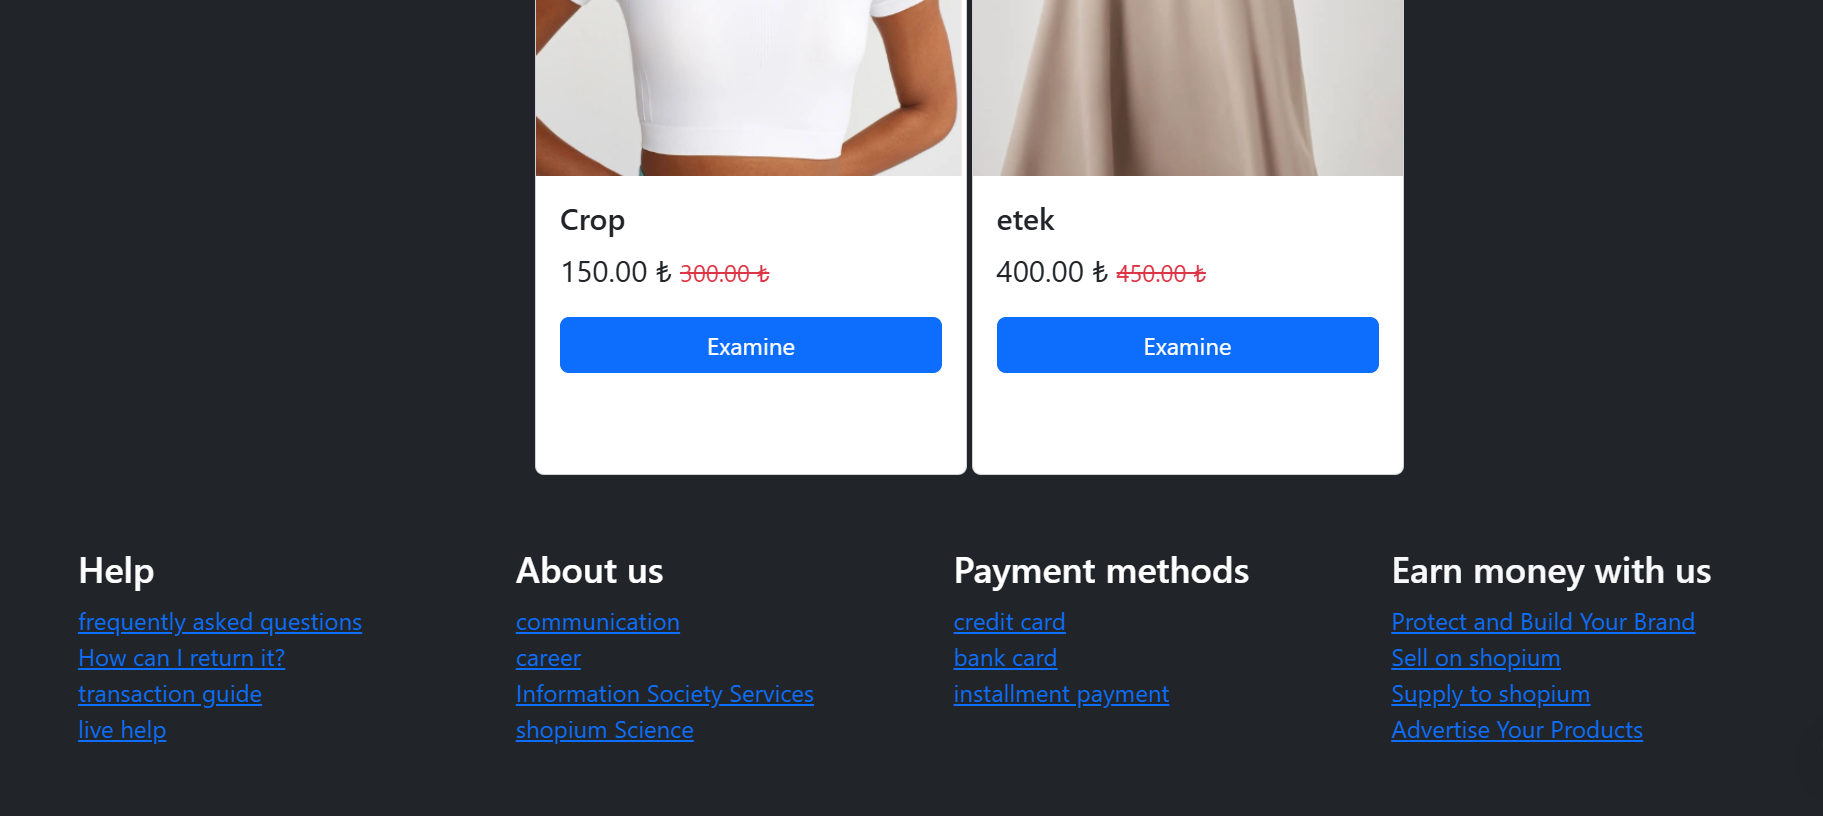 Crop
150.00 ₺ 300.00 ₺
Examine
etek
400.00 ₺ 450.00 ₺
Examine
Help
frequently asked questions
How can I return it?
transaction guide
live help
About us
communication
career
Information Society Services
shopium Science
Payment methods
credit card
bank card
installment payment
Earn money with us
Protect and Build Your Brand
Sell on shopium
Supply to shopium
Advertise Your Products